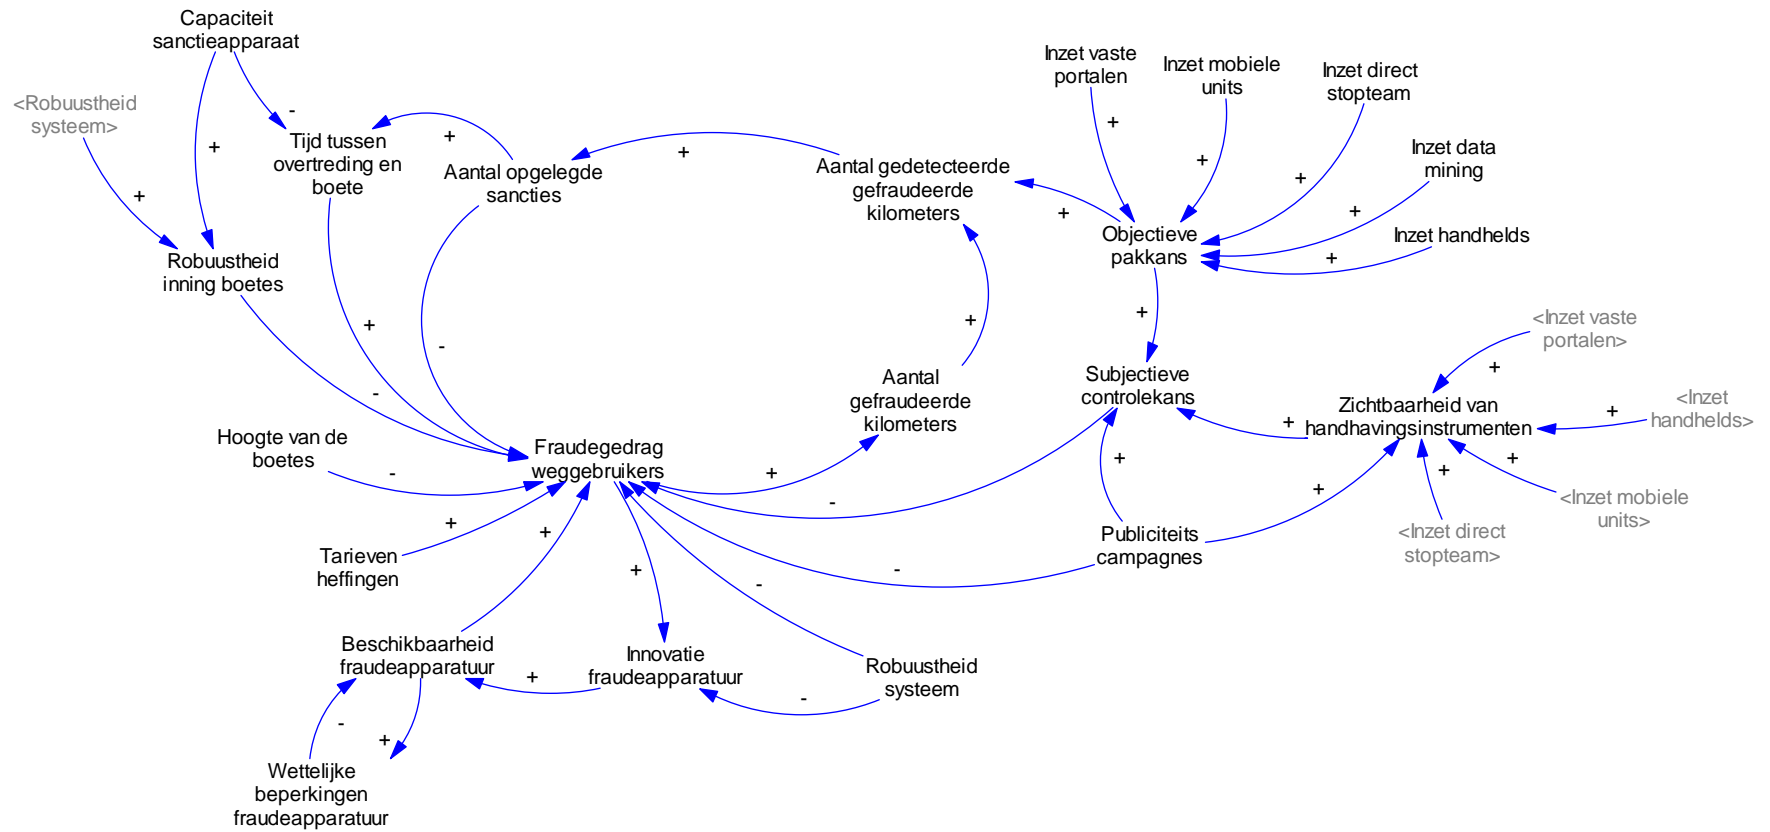 Capaciteit
sanctieapparaat
<Robuustheid
systeem>
+
-
+
Tijd tussen
overtreding en
boete
+
Aantal opgelegde
sancties
+
Aantal gedetecteerde
gefraudeerde
kilometers
+
Inzet vaste
portalen
+
Inzet mobiele
units
+
Inzet direct
stopteam
+
Inzet data
mining
+
Inzet handhelds
+
Objectieve
pakkans
Robuustheid
inning boetes
+
-
-
+
+
Aantal
gefraudeerde
kilometers
Subjectieve
controlekans
+
Zichtbaarheid van
handhavingsinstrumenten
<Inzet vaste
portalen>
+
<Inzet
handhelds>
+
<Inzet mobiele
units>
+
<Inzet direct
stopteam>
+
Hoogte van de
boetes
-
Fraudegedrag
weggebruikers
+
-
+
+
Publiciteits
campagnes
-
Tarieven
heffingen
+
+
+
-
Beschikbaarheid
fraudeapparatuur
+
Innovatie
fraudeapparatuur
-
Robuustheid
systeem
-
+
Wettelijke
beperkingen
fraudeapparatuur